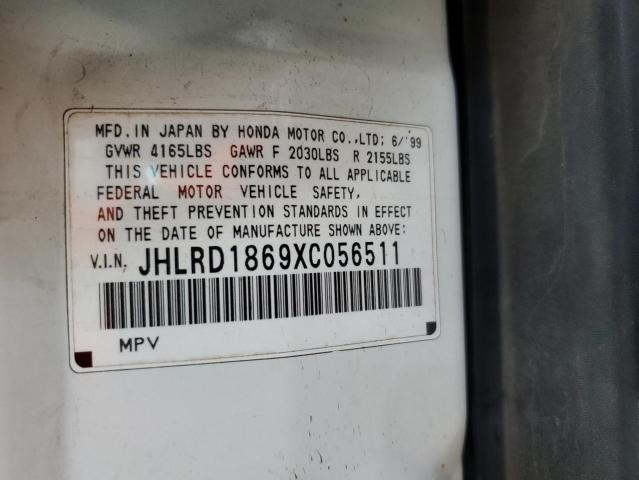 MFD.IN JAPAN BY HONDA MOTOR CO.,LTD; 6/'99
GVWR 4165LBS GAWR F 2030LBS R 2155LBS
THIS VEHICLE CONFORMS TO ALL APPLICABLE
FEDERAL MOTOR VEHICLE SAFETY,
AND THEFT PREVENTION STANDARDS IN EFFECT
ON THE DATE OF MANUFACTURE SHOWN ABOVE:
V.I.N, JHLRD1869XC056511
MPV